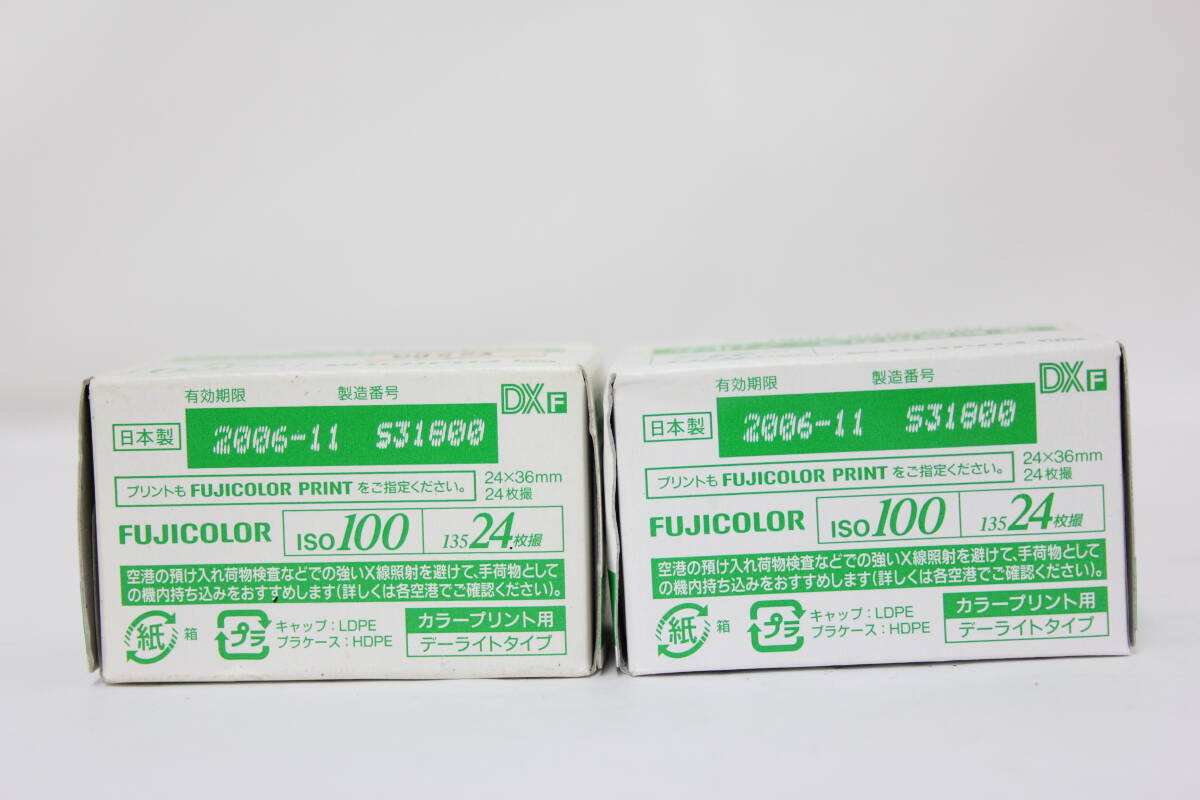 有効期限 製造番号 DX F
日本製 2006-11 S31800
プリントも FUJICOLOR PRINT をご指定ください。
24×36mm
24枚撮
FUJICOLOR ISO 100 135 24枚撮
空港の預け入れ荷物検査などでの強いX線照射を避けて、手荷物として
の機内持ち込みをおすすめします(詳しくは各空港でご確認ください)。
紙 箱 プラ
キャップ:LDPE
プラケース:HDPE
カラープリント用
デーライトタイプ
有効期限 製造番号 DX F
日本製 2006-11 S31800
プリントも FUJICOLOR PRINT をご指定ください。
24×36mm
24枚撮
FUJICOLOR ISO 100 135 24枚撮
空港の預け入れ荷物検査などでの強いX線照射を避けて、手荷物として
の機内持ち込みをおすすめします(詳しくは各空港でご確認ください)。
紙 箱 プラ
キャップ:LDPE
プラケース:HDPE
カラープリント用
デーライトタイプ